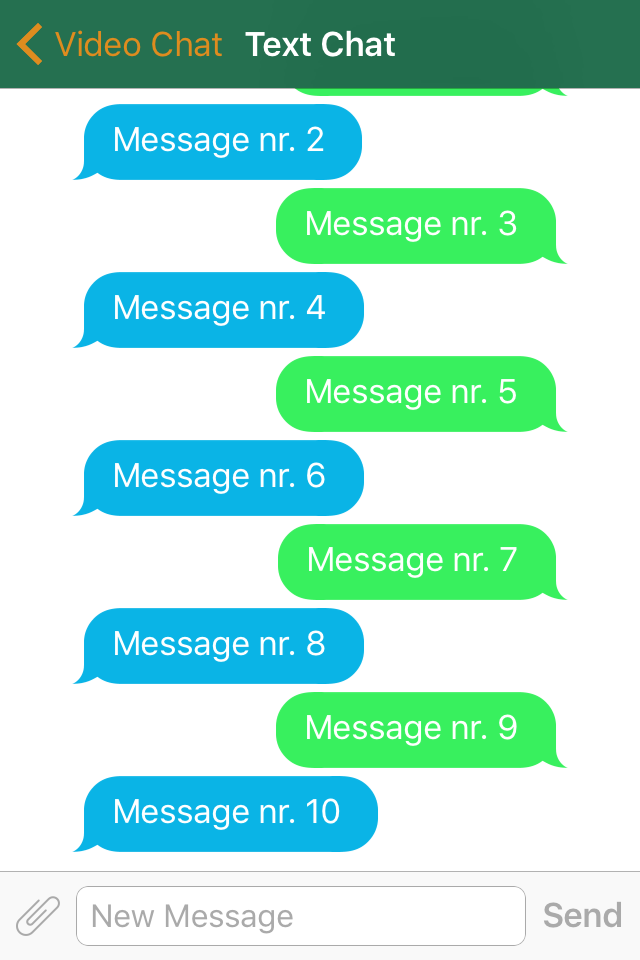 Video Chat Text Chat
Message nr. 2
Message nr. 3
Message nr. 4
Message nr. 5
Message nr. 6
Message nr. 7
Message nr. 8
Message nr. 9
Message nr. 10
New Message Send